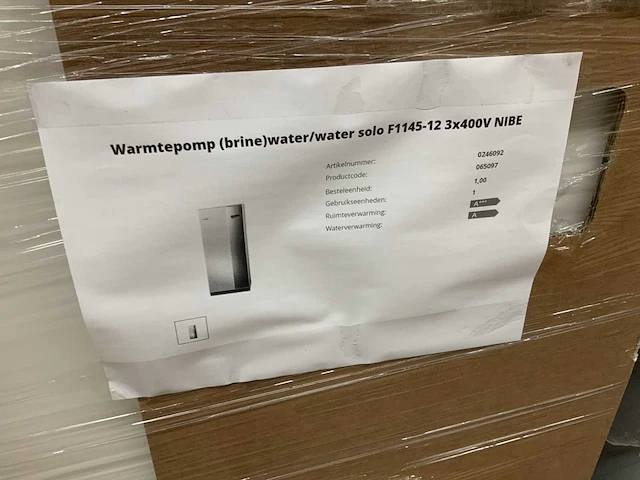 Warmtepomp (brine)water/water solo F1145-12 3x400V NIBE
Artikelnummer: 0246092
Productcode: 065097
Besteleenheid: 1,00
Gebruikseenheden: 1
Ruimteverwarming: A+++
Waterverwarming: A